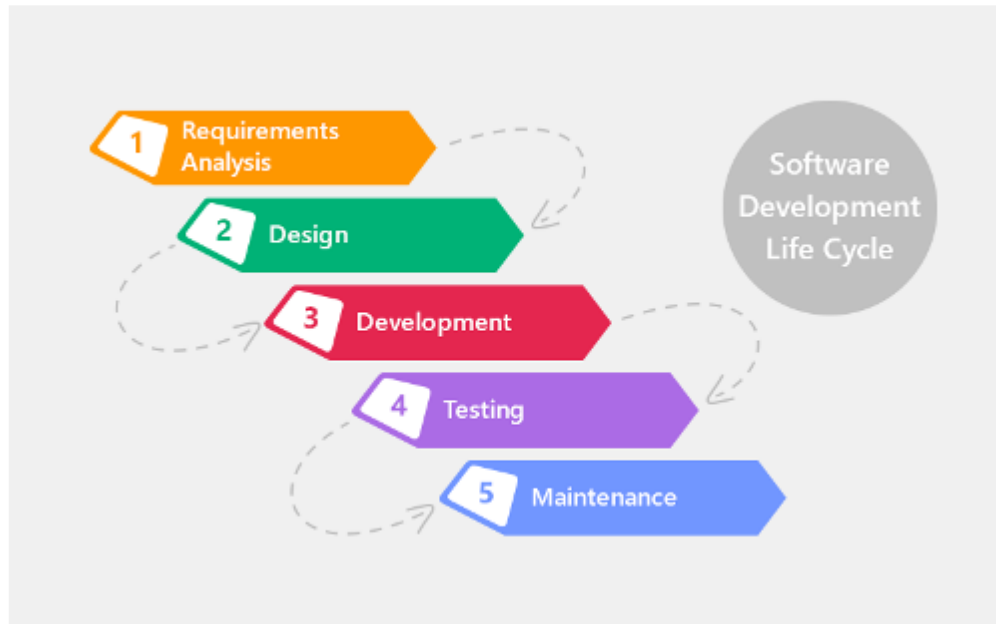 1
Requirements
Analysis
2
Design
3
Development
4
Testing
5
Maintenance
Software
Development
Life Cycle